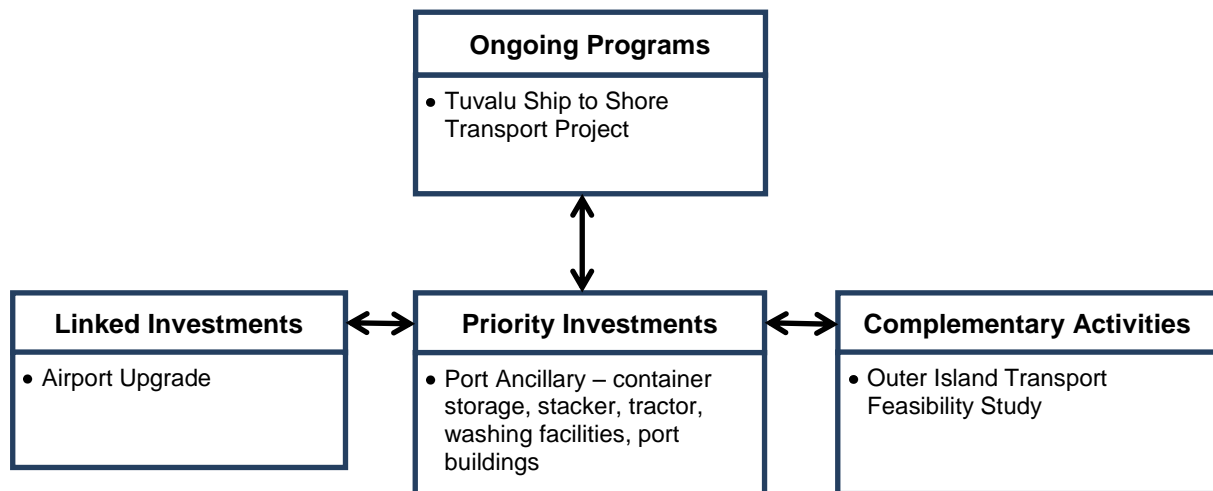 Ongoing Programs
• Tuvalu Ship to Shore
Transport Project
Linked Investments
• Airport Upgrade
Priority Investments
• Port Ancillary – container
storage, stacker, tractor,
washing facilities, port
buildings
Complementary Activities
• Outer Island Transport
Feasibility Study